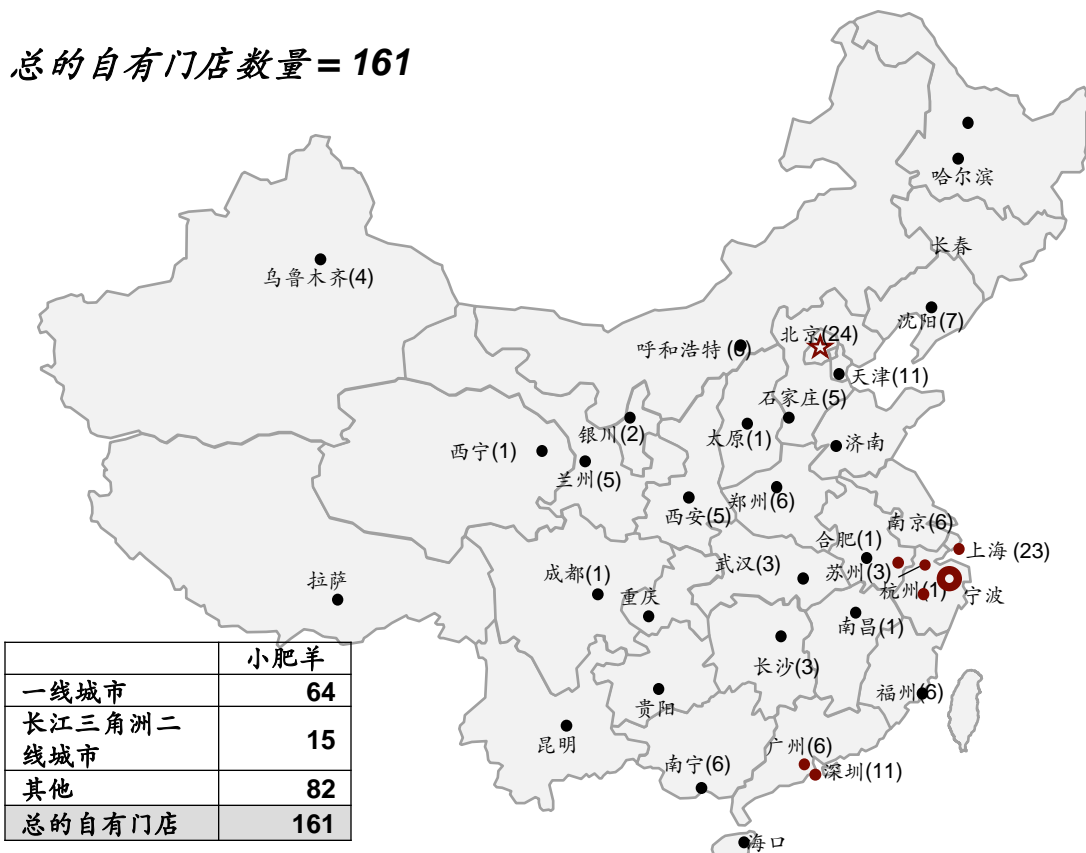 总的自有门店数量= 161
哈尔滨
长春
乌鲁木齐(4)
沈阳(7)
北京(24)
呼和浩特 (6)
天津(11)
石家庄(5)
银川(2)
太原(1)
济南
西宁(1)
兰州(5)
郑州(6)
西安(5)
南京(6)
合肥(1)
上海 (23)
武汉(3)
苏州(3)
成都(1)
杭州(1)
宁波
拉萨
重庆
南昌(1)
长沙(3)
福州(6)
贵阳
昆明
广州(6)
南宁(6)
深圳(11)
海口
小肥羊
一线城市 64
长江三角洲二
线城市 15
其他 82
总的自有门店 161